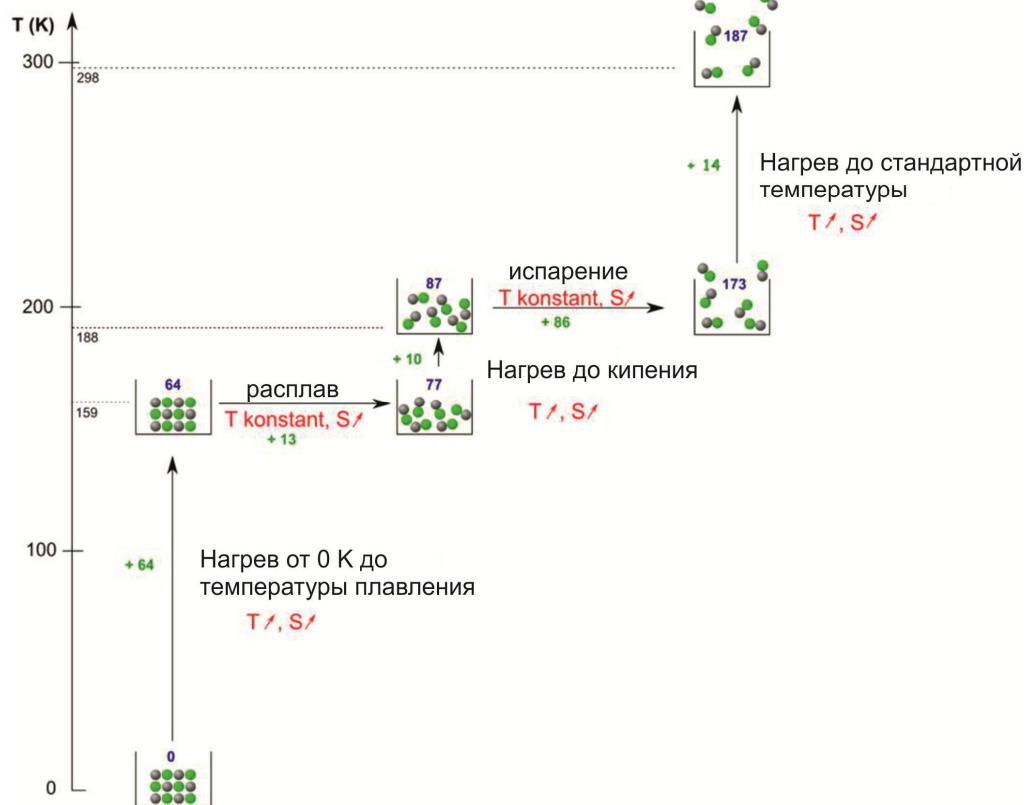 T (K)
300
298
187
+ 14
Нагрев до стандартной
температуры
T↗, S↗
200
188
87
испарение
T konstant, S↗
+ 86
173
+ 10
Нагрев до кипения
T↗, S↗
159
64
расплав
T konstant, S↗
+ 13
77
100
+ 64
Нагрев от 0 K до
температуры плавления
T↗, S↗
0
0